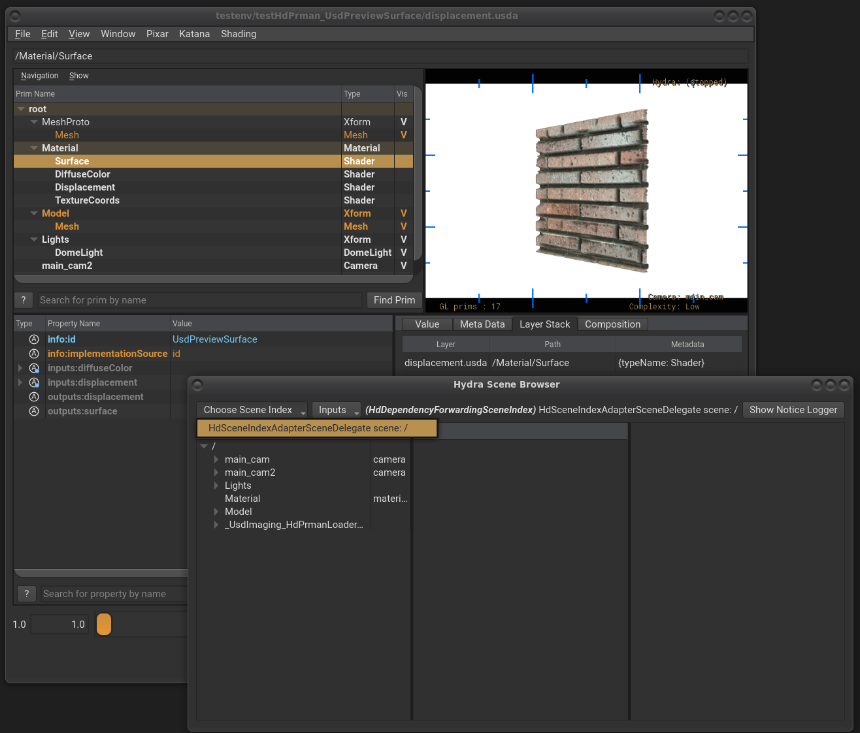 testenv/testHdPrman_UsdPreviewSurface/displacement.usda
File Edit View Window Pixar Katana Shading
/Material/Surface
Navigation Show
Prim Name Type Vis
root
MeshProto Xform V
Mesh Mesh V
Material Material
Surface Shader
DiffuseColor Shader
Displacement Shader
TextureCoords Shader
Model Xform V
Mesh Mesh V
Lights Xform V
DomeLight DomeLight V
main_cam2 Camera V
Hydra: (stopped)
Camera: main_cam
GL prims : 17 Complexity: Low
? Search for prim by name Find Prim
Type Property Name Value
info:id UsdPreviewSurface
info:implementationSource id
inputs:diffuseColor
inputs:displacement
outputs:displacement
outputs:surface
Value Meta Data Layer Stack Composition
Layer Path Metadata
displacement.usda /Material/Surface {typeName: Shader}
? Search for property by name
1.0 1.0
Hydra Scene Browser
Choose Scene Index Inputs (HdDependencyForwardingSceneIndex) HdSceneIndexAdapterSceneDelegate scene: / Show Notice Logger
HdSceneIndexAdapterSceneDelegate scene: /
/
main_cam camera
main_cam2 camera
Lights
Material materi...
Model
_UsdImaging_HdPrmanLoader...